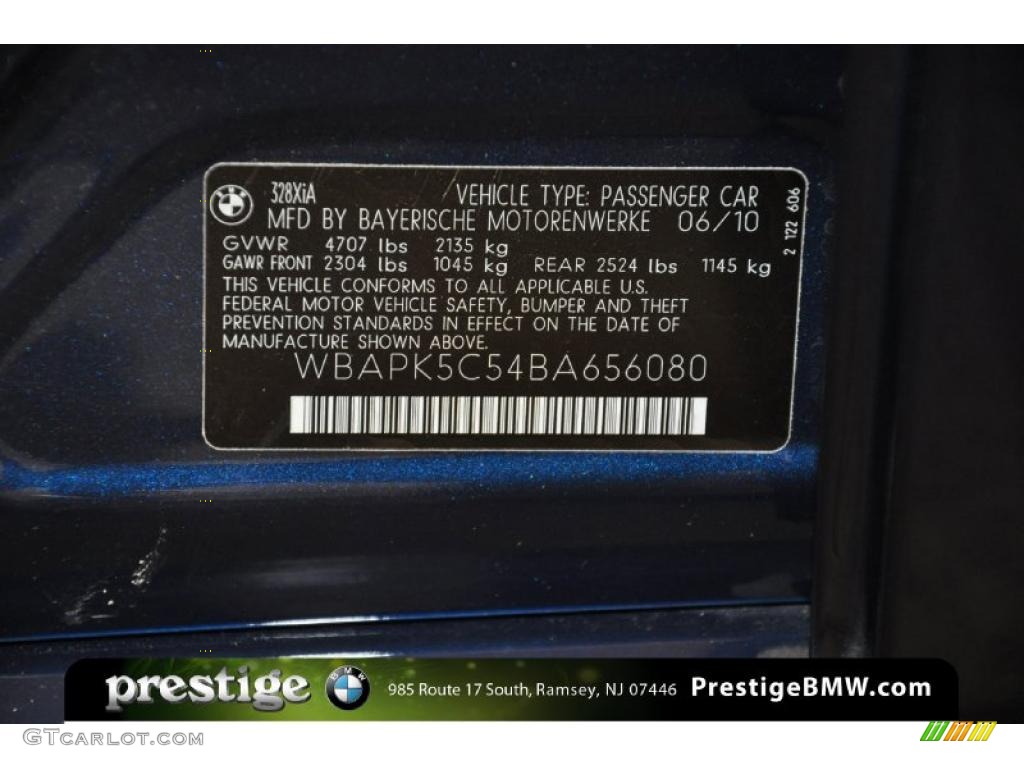 328XiA
VEHICLE TYPE: PASSENGER CAR
MFD BY BAYERISCHE MOTORENWERKE 06/10
GVWR 4707 lbs 2135 kg
GAWR FRONT 2304 lbs 1045 kg REAR 2524 lbs 1145 kg
THIS VEHICLE CONFORMS TO ALL APPLICABLE U.S.
FEDERAL MOTOR VEHICLE SAFETY, BUMPER AND THEFT
PREVENTION STANDARDS IN EFFECT ON THE DATE OF
MANUFACTURE SHOWN ABOVE.
WBAPK5C54BA656080
2 122 606
prestige BMW 985 Route 17 South, Ramsey, NJ 07446 PrestigeBMW.com
GTCARLOT.COM